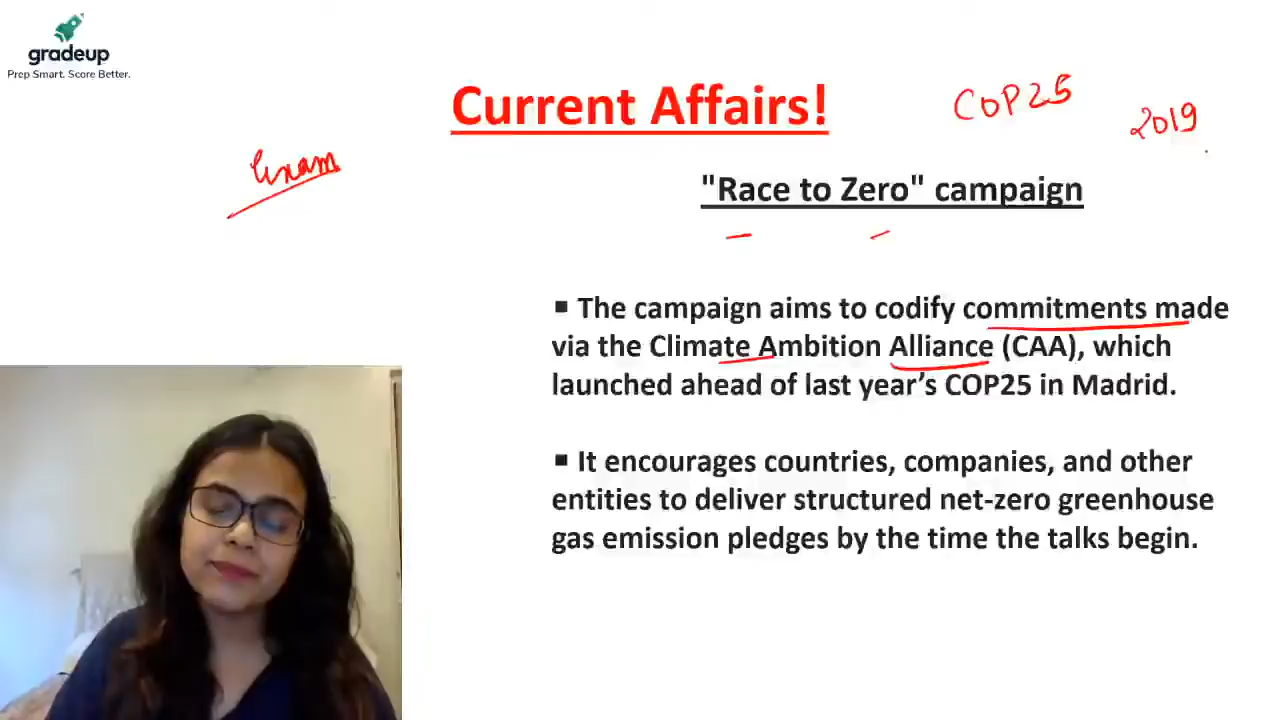 gradeup
Prep Smart. Score Better.
Current Affairs!
COP25
2019
Exam
"Race to Zero" campaign
▪ The campaign aims to codify commitments made
via the Climate Ambition Alliance (CAA), which
launched ahead of last year’s COP25 in Madrid.
▪ It encourages countries, companies, and other
entities to deliver structured net-zero greenhouse
gas emission pledges by the time the talks begin.